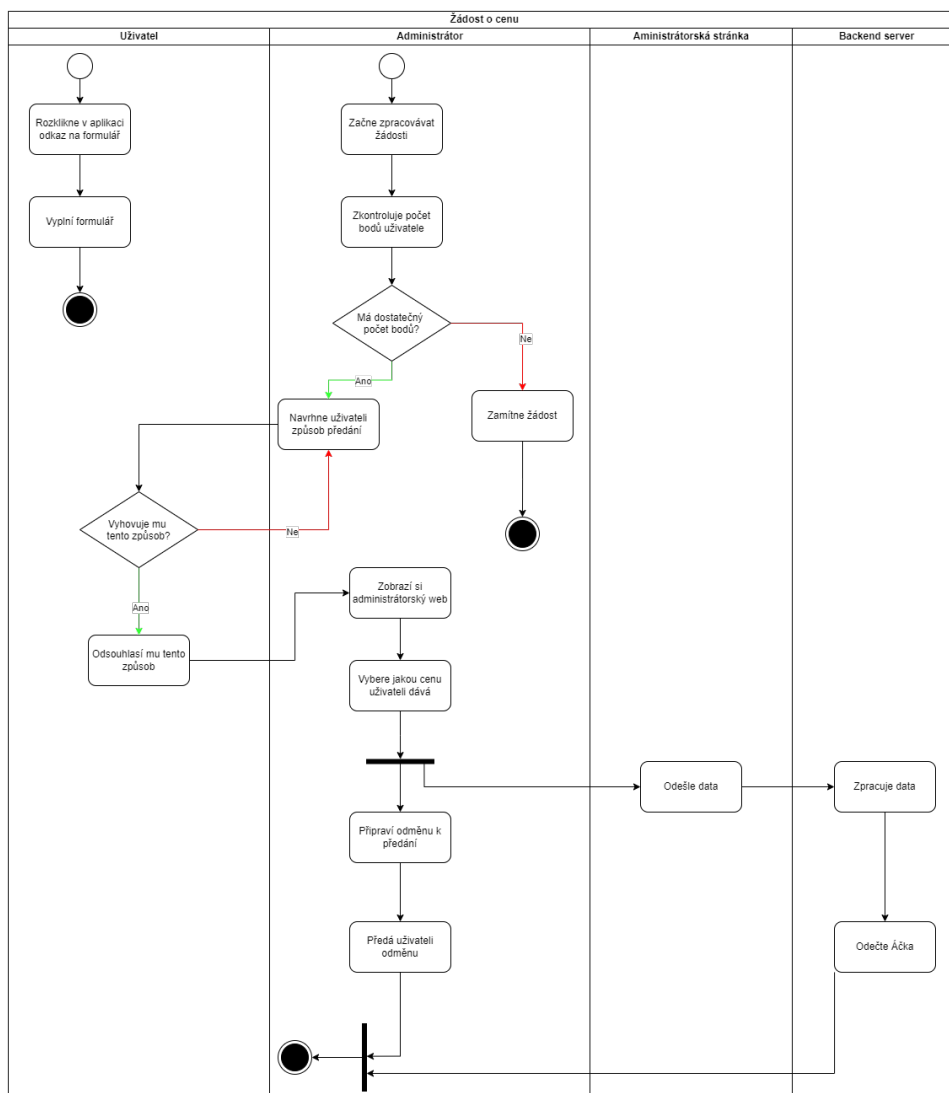 Žádost o cenu
Uživatel
Administrátor
Aministrátorská stránka
Backend server
Rozklikne v aplikaci
odkaz na formulář
Začne zpracovávat
žádosti
Vyplní formulář
Zkontroluje počet
bodů uživatele
Má dostatečný
počet bodů?
Ne
Ano
Navrhne uživateli
způsob předání
Zamítne žádost
Vyhovuje mu
tento způsob?
Ne
Ano
Zobrazí si
administrátorský web
Odsouhlasí mu tento
způsob
Vybere jakou cenu
uživateli dává
Odešle data
Zpracuje data
Připraví odměnu k
předání
Předá uživateli
odměnu
Odečte Áčka